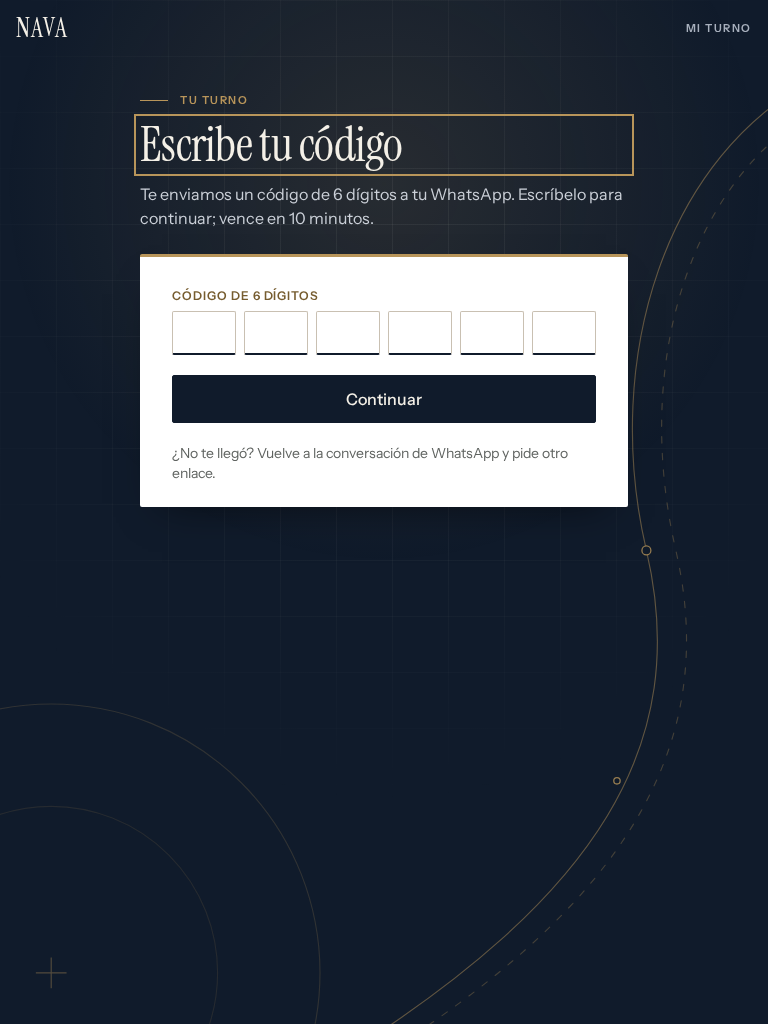 NAVA
MI TURNO
TU TURNO
Escribe tu código
Te enviamos un código de 6 dígitos a tu WhatsApp. Escríbelo para
continuar; vence en 10 minutos.
CÓDIGO DE 6 DÍGITOS
Continuar
¿No te llegó? Vuelve a la conversación de WhatsApp y pide otro
enlace.